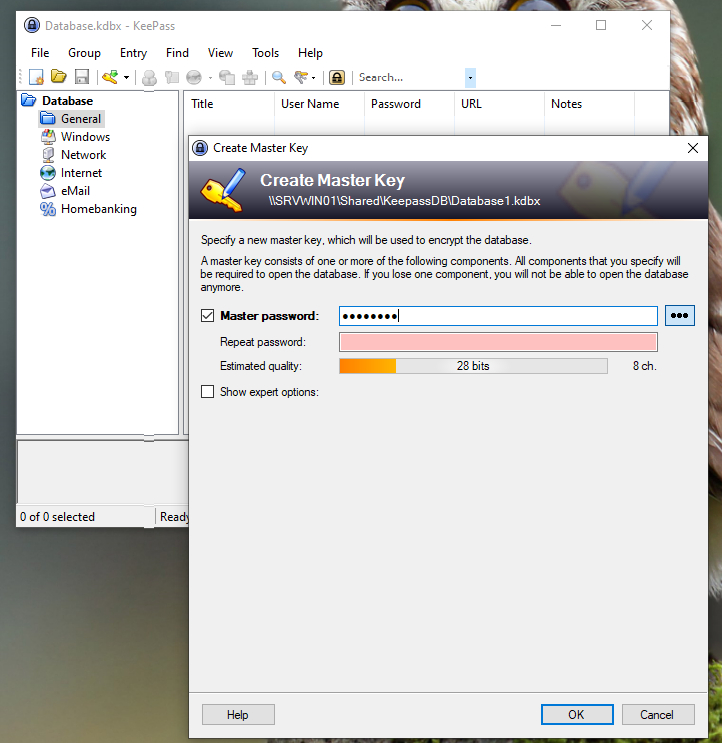 Database.kdbx - KeePass
File Group Entry Find View Tools Help
Search...
Database
General
Windows
Network
Internet
eMail
Homebanking
Title User Name Password URL Notes
Create Master Key
Create Master Key
\\SRVWIN01\Shared\KeepassDB\Database1.kdbx
Specify a new master key, which will be used to encrypt the database.
A master key consists of one or more of the following components. All components that you specify will
be required to open the database. If you lose one component, you will not be able to open the database
anymore.
Master password: ●●●●●●●●
Repeat password:
Estimated quality: 28 bits 8 ch.
Show expert options:
0 of 0 selected Ready
Help OK Cancel